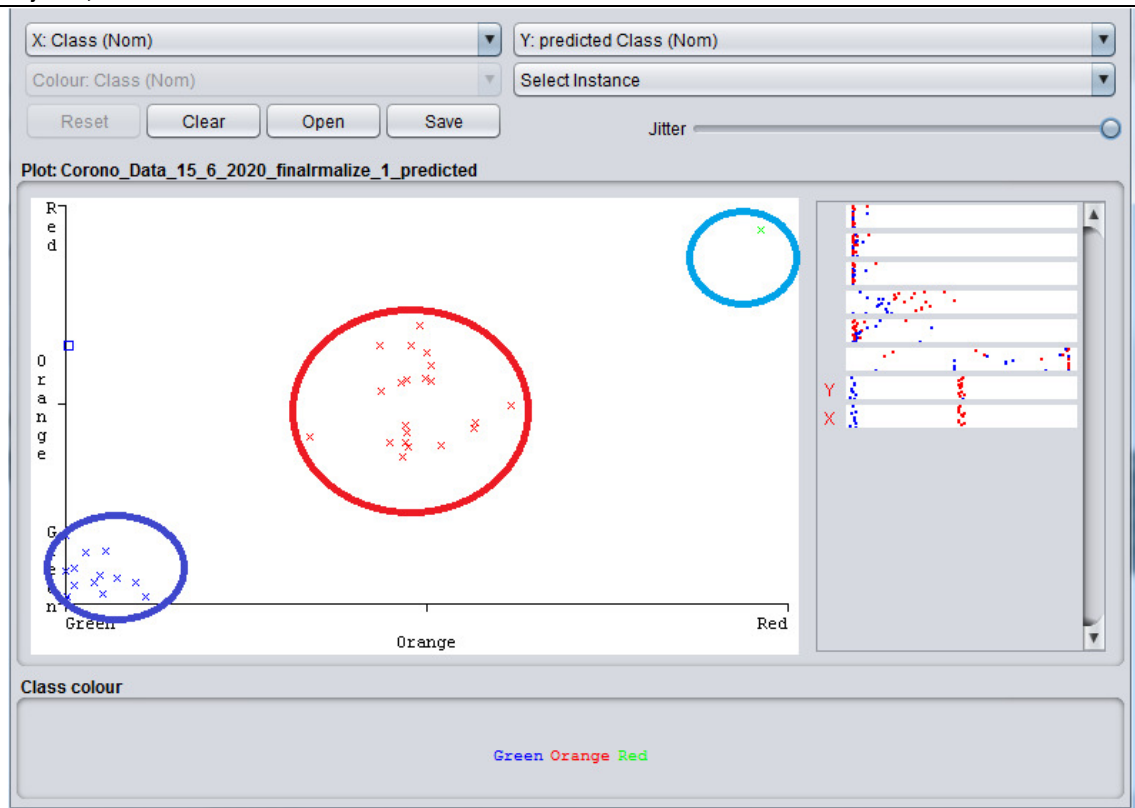 X: Class (Nom)
Y: predicted Class (Nom)
Colour: Class (Nom)
Select Instance
Reset
Clear
Open
Save
Jitter
Plot: Corono_Data_15_6_2020_finalrmalize_1_predicted
Red
Orange
Green
Green
Orange
Red
Y
X
Class colour
Green Orange Red